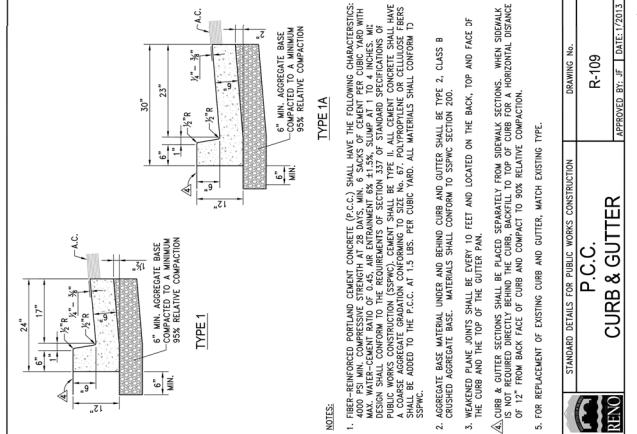 24"
6"
17"
1"
½"R
½"R
¼" – ⅜"
A.C.
4
12"
6"
6"
MIN.
1½"
6" MIN. AGGREGATE BASE
COMPACTED TO A MINIMUM
95% RELATIVE COMPACTION
TYPE 1
30"
6"
23"
1"
½"R
½"R
¼" – ⅜"
A.C.
4
12"
6"
6"
6"
MIN.
2"
6" MIN. AGGREGATE BASE
COMPACTED TO A MINIMUM
95% RELATIVE COMPACTION
TYPE 1A
NOTES:
1. FIBER-REINFORCED PORTLAND CEMENT CONCRETE (P.C.C.) SHALL HAVE THE FOLLOWING CHARACTERISTICS:
4000 PSI MIN. COMPRESSIVE STRENGTH AT 28 DAYS, MIN. 6 SACKS OF CEMENT PER CUBIC YARD WITH
MAX. WATER-CEMENT RATIO OF 0.45, AIR ENTRAINMENT 6% ±1.5%, SLUMP AT 1 TO 4 INCHES. MIX
DESIGN SHALL CONFORM TO THE REQUIREMENTS OF SECTION 337 OF STANDARD SPECIFICATIONS OF
PUBLIC WORKS CONSTRUCTION (SSPWC). CEMENT SHALL BE TYPE II. ALL CEMENT CONCRETE SHALL HAVE
A COARSE AGGREGATE GRADATION CONFORMING TO SIZE No. 67. POLYPROPYLENE OR CELLULOSE FIBERS
SHALL BE ADDED TO THE P.C.C. AT 1.5 LBS. PER CUBIC YARD. ALL MATERIALS SHALL CONFORM TO
SSPWC.
2. AGGREGATE BASE MATERIAL UNDER AND BEHIND CURB AND GUTTER SHALL BE TYPE 2, CLASS B
CRUSHED AGGREGATE BASE. MATERIALS SHALL CONFORM TO SSPWC SECTION 200.
3. WEAKENED PLANE JOINTS SHALL BE EVERY 10 FEET AND LOCATED ON THE BACK, TOP AND FACE OF
THE CURB AND THE TOP OF THE GUTTER PAN.
4. CURB & GUTTER SECTIONS SHALL BE PLACED SEPARATELY FROM SIDEWALK SECTIONS. WHEN SIDEWALK
IS NOT REQUIRED DIRECTLY BEHIND THE CURB, BACKFILL TO TOP OF CURB FOR A HORIZONTAL DISTANCE
OF 12" FROM BACK FACE OF CURB AND COMPACT TO 90% RELATIVE COMPACTION.
5. FOR REPLACEMENT OF EXISTING CURB AND GUTTER, MATCH EXISTING TYPE.
RENO
STANDARD DETAILS FOR PUBLIC WORKS CONSTRUCTION
P.C.C.
CURB & GUTTER
DRAWING No.
R-109
APPROVED BY: JF DATE: 1/2013